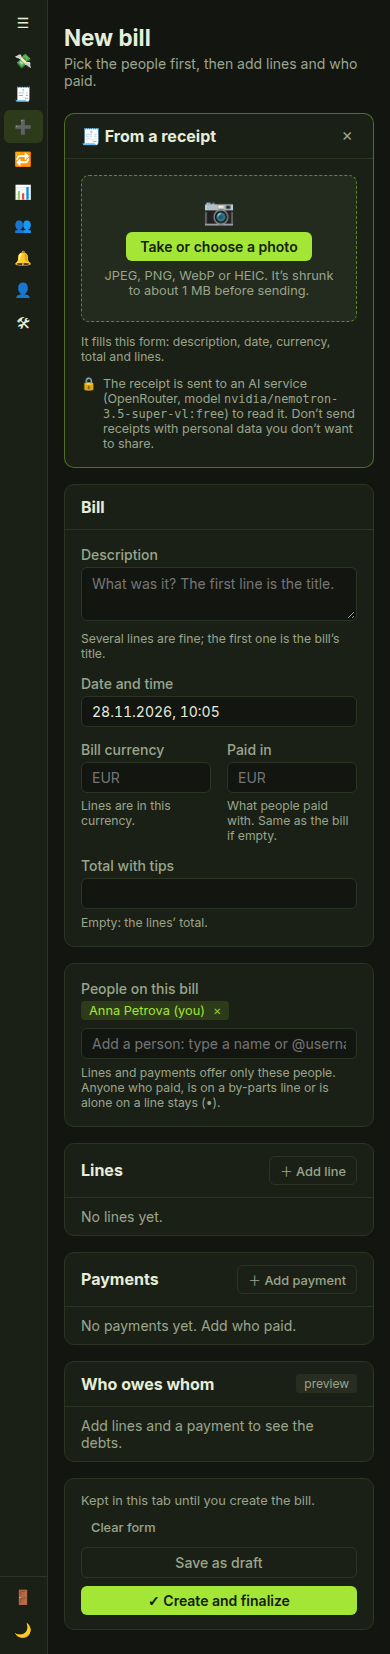 New bill
Pick the people first, then add lines and who
paid.
From a receipt
×
Take or choose a photo
JPEG, PNG, WebP or HEIC. It’s shrunk
to about 1 MB before sending.
It fills this form: description, date, currency,
total and lines.
The receipt is sent to an AI service
(OpenRouter, model nvidia/nemotron-
3.5-super-vl:free) to read it. Don’t send
receipts with personal data you don’t want
to share.
Bill
Description
What was it? The first line is the title.
Several lines are fine; the first one is the bill’s
title.
Date and time
28.11.2026, 10:05
Bill currency
Paid in
EUR
EUR
Lines are in this
currency.
What people paid
with. Same as the bill
if empty.
Total with tips
Empty: the lines’ total.
People on this bill
Anna Petrova (you) ×
Add a person: type a name or @userna
Lines and payments offer only these people.
Anyone who paid, is on a by-parts line or is
alone on a line stays (•).
Lines
+ Add line
No lines yet.
Payments
+ Add payment
No payments yet. Add who paid.
Who owes whom
preview
Add lines and a payment to see the
debts.
Kept in this tab until you create the bill.
Clear form
Save as draft
✓ Create and finalize